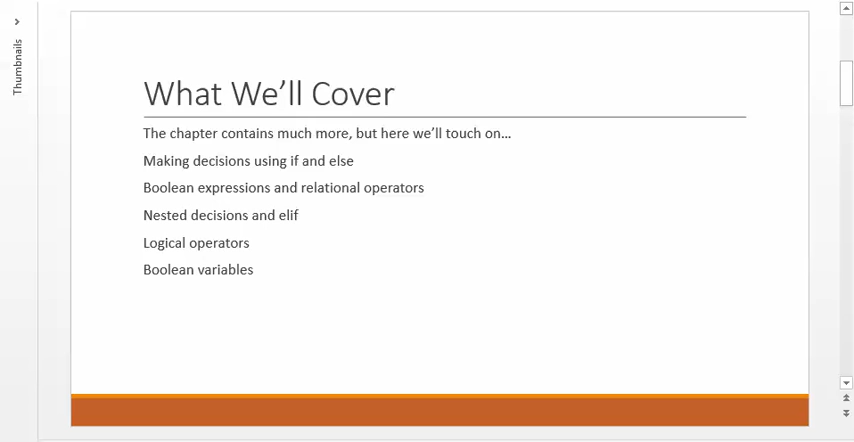 Thumbnails
What We’ll Cover
The chapter contains much more, but here we’ll touch on…
Making decisions using if and else
Boolean expressions and relational operators
Nested decisions and elif
Logical operators
Boolean variables